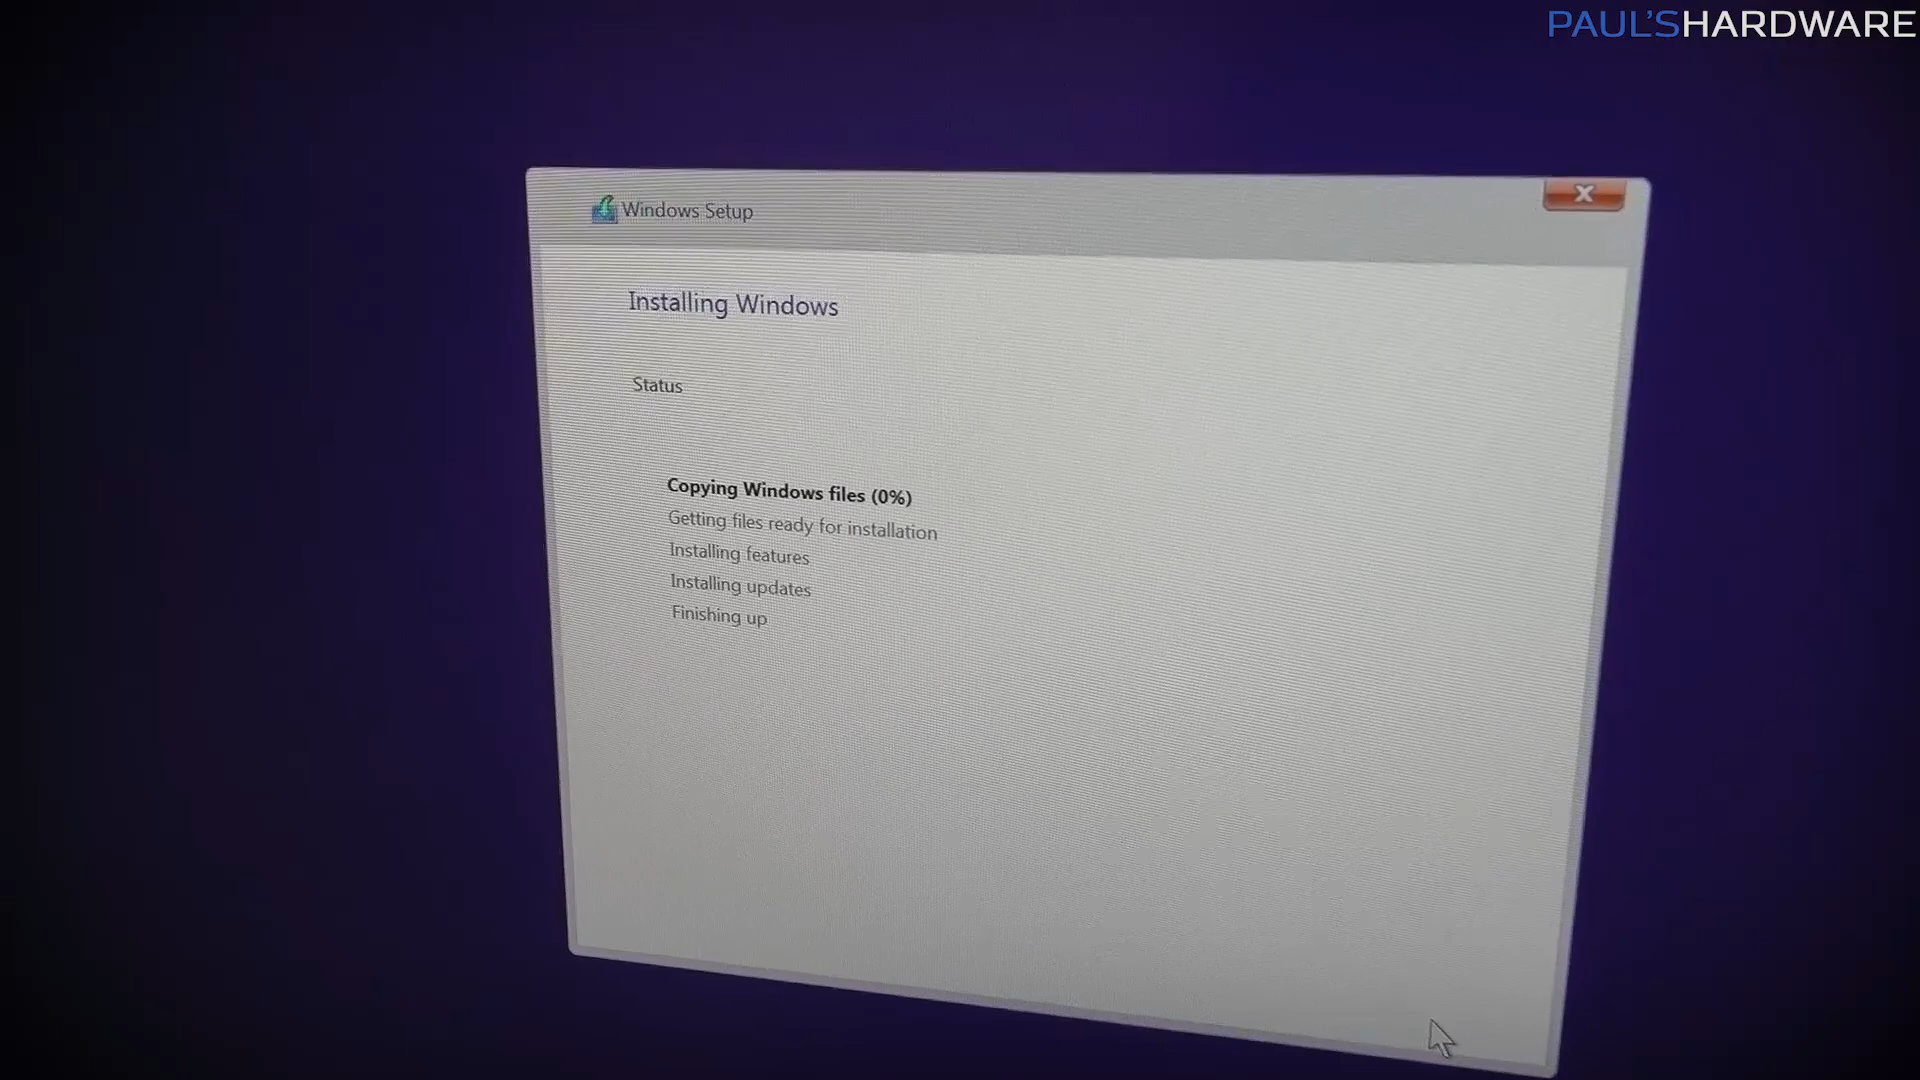 PAUL'SHARDWARE
Windows Setup
Installing Windows
Status
Copying Windows files (0%)
Getting files ready for installation
Installing features
Installing updates
Finishing up